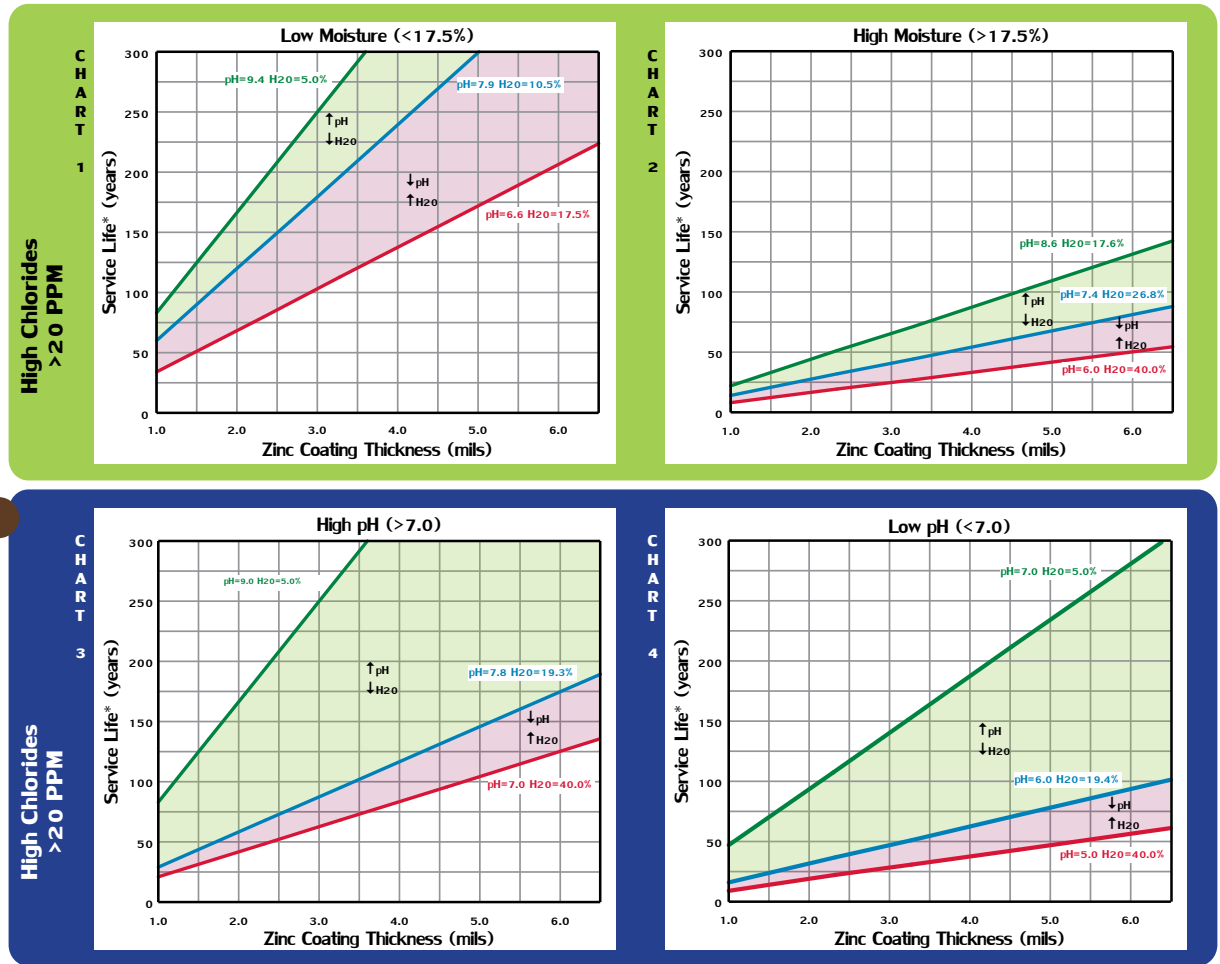 CHART 1
High Chlorides
>20 PPM
Low Moisture (<17.5%)
Service Life* (years)
300
250
200
150
100
50
0
pH=9.4 H20=5.0%
pH=7.9 H20=10.5%
↑pH
↓H20
↓pH
↑H20
pH=6.6 H20=17.5%
1.0 2.0 3.0 4.0 5.0 6.0
Zinc Coating Thickness (mils)
CHART 2
High Moisture (>17.5%)
Service Life* (years)
300
250
200
150
100
50
0
pH=8.6 H20=17.6%
pH=7.4 H20=26.8%
↑pH
↓H20
↓pH
↑H20
pH=6.0 H20=40.0%
1.0 2.0 3.0 4.0 5.0 6.0
Zinc Coating Thickness (mils)
CHART 3
High Chlorides
>20 PPM
High pH (>7.0)
Service Life* (years)
300
250
200
150
100
50
0
pH=9.0 H20=5.0%
↑pH
↓H20
pH=7.8 H20=19.3%
↓pH
↑H20
pH=7.0 H20=40.0%
1.0 2.0 3.0 4.0 5.0 6.0
Zinc Coating Thickness (mils)
CHART 4
Low pH (<7.0)
Service Life* (years)
300
250
200
150
100
50
0
pH=7.0 H20=5.0%
↑pH
↓H20
pH=6.0 H20=19.4%
↓pH
↑H20
pH=5.0 H20=40.0%
1.0 2.0 3.0 4.0 5.0 6.0
Zinc Coating Thickness (mils)